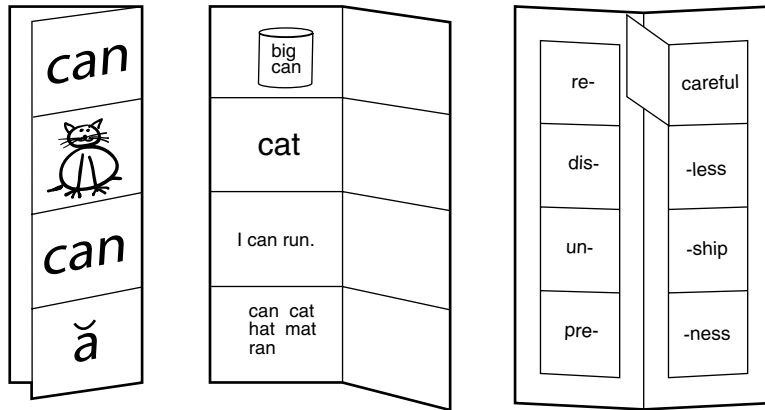 can
can
ă
big
can
cat
I can run.
can cat
hat mat
ran
re-
dis-
un-
pre-
careful
-less
-ship
-ness